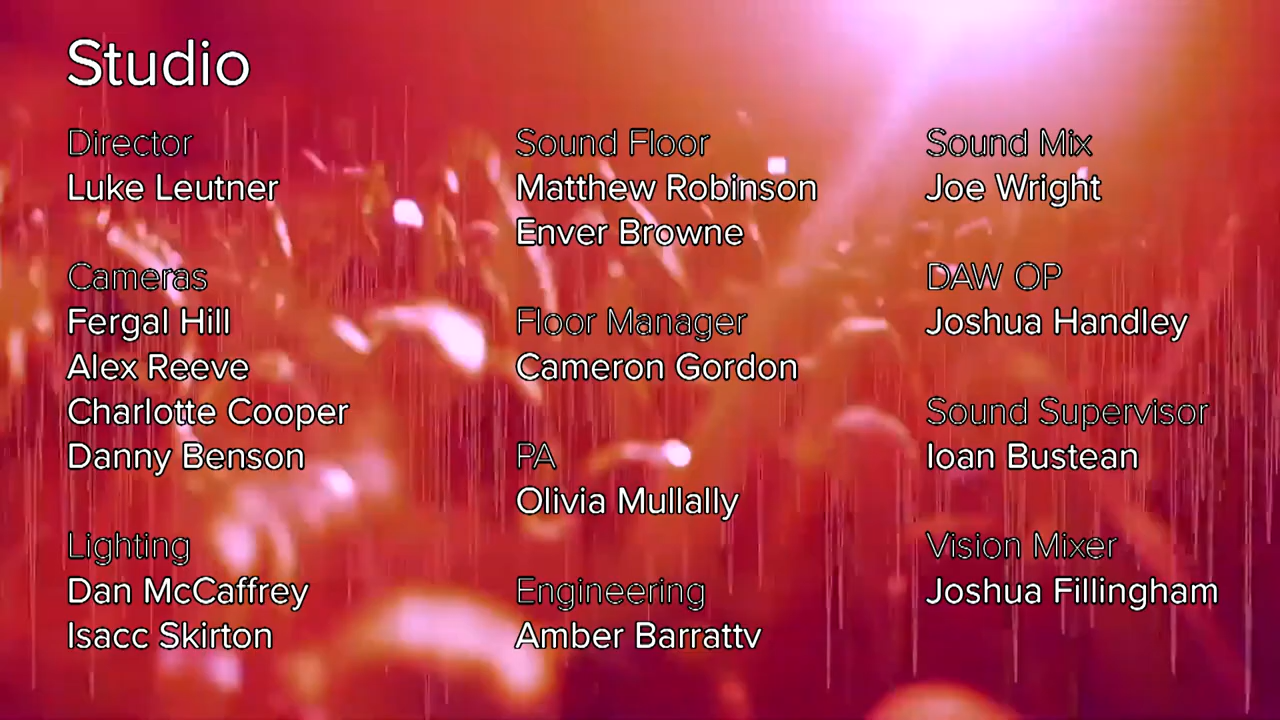 Studio
Director
Luke Leutner
Cameras
Fergal Hill
Alex Reeve
Charlotte Cooper
Danny Benson
Lighting
Dan McCaffrey
Isacc Skirton
Sound Floor
Matthew Robinson
Enver Browne
Floor Manager
Cameron Gordon
PA
Olivia Mullally
Engineering
Amber Barrattv
Sound Mix
Joe Wright
DAW OP
Joshua Handley
Sound Supervisor
Ioan Bustean
Vision Mixer
Joshua Fillingham